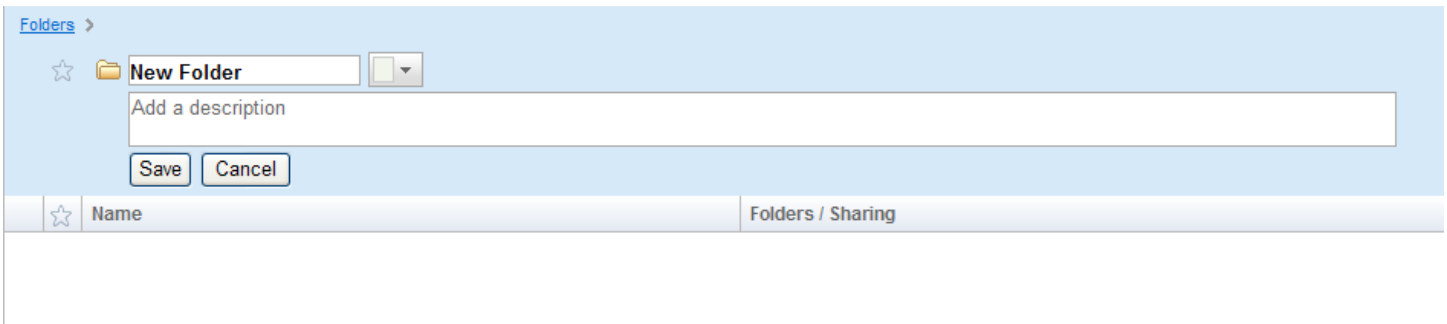 Folders >
New Folder
Add a description
Save Cancel
Name Folders / Sharing